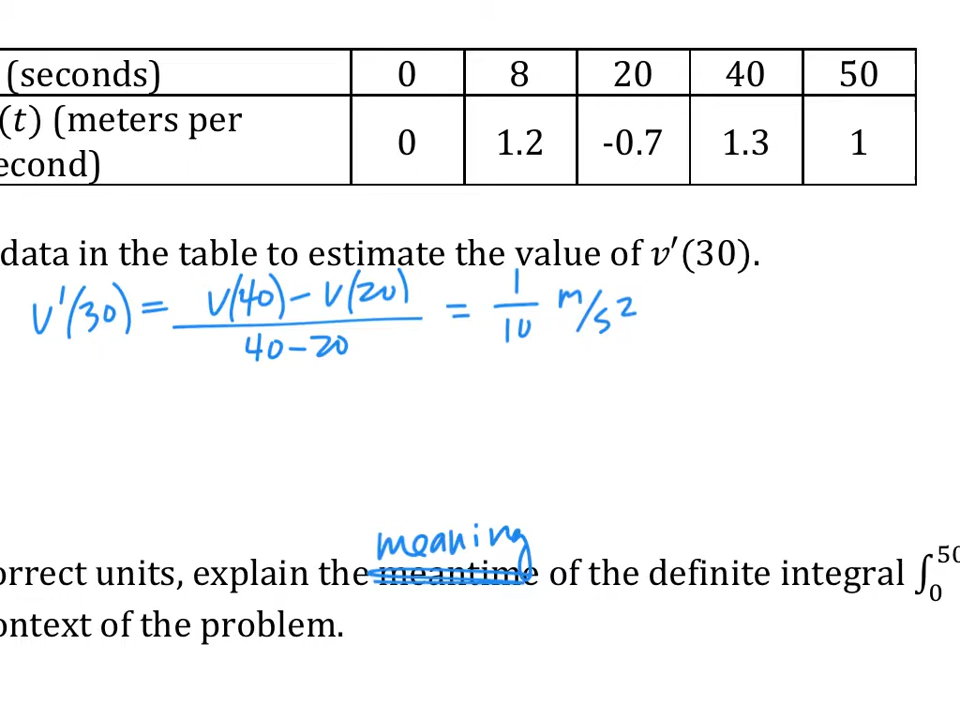 (seconds) 0 8 20 40 50
(t) (meters per
econd) 0 1.2 -0.7 1.3 1
data in the table to estimate the value of v′(30).
v'(30) = v(40) - v(20) / 40-20 = 1/10 m/s2
meaning
orrect units, explain the meantime of the definite integral ∫₀⁵⁰
ontext of the problem.